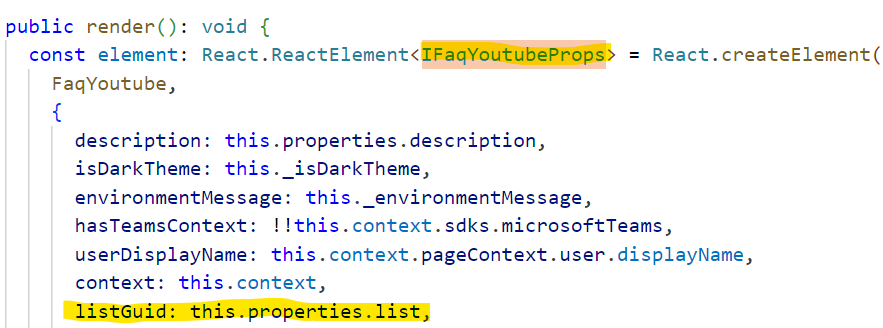 public render(): void {
const element: React.ReactElement<IFaqYoutubeProps> = React.createElement(
FaqYoutube,
{
description: this.properties.description,
isDarkTheme: this._isDarkTheme,
environmentMessage: this._environmentMessage,
hasTeamsContext: !!this.context.sdks.microsoftTeams,
userDisplayName: this.context.pageContext.user.displayName,
context: this.context,
listGuid: this.properties.list,